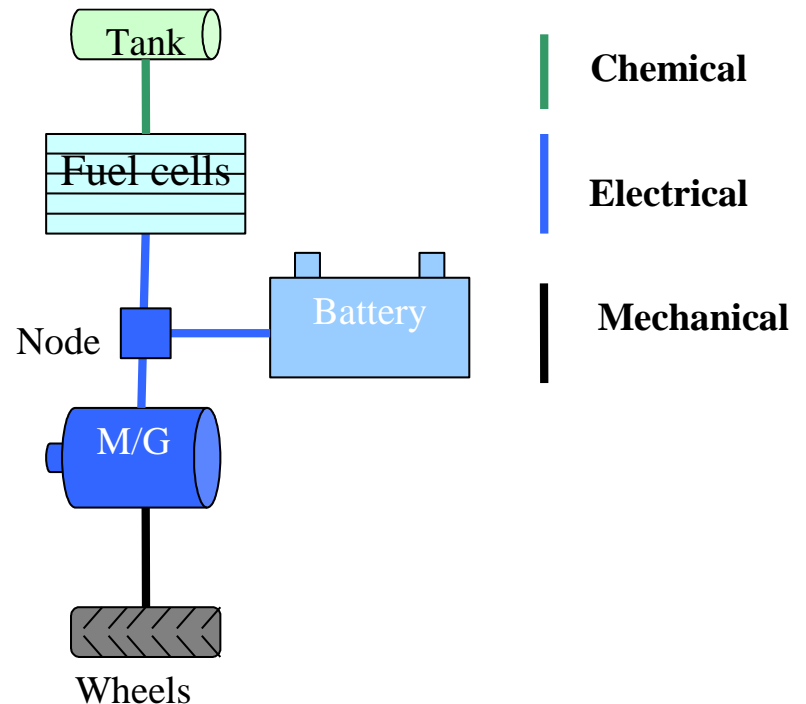 Tank
Chemical
Fuel cells
Electrical
Battery
Mechanical
Node
M/G
Wheels